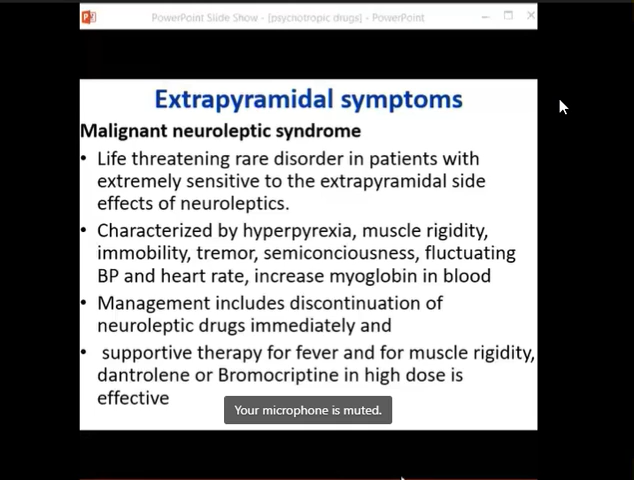 PowerPoint Slide Show - [psycnotropic drugs] - PowerPoint
Extrapyramidal symptoms
Malignant neuroleptic syndrome
• Life threatening rare disorder in patients with
extremely sensitive to the extrapyramidal side
effects of neuroleptics.
• Characterized by hyperpyrexia, muscle rigidity,
immobility, tremor, semiconciousness, fluctuating
BP and heart rate, increase myoglobin in blood
• Management includes discontinuation of
neuroleptic drugs immediately and
• supportive therapy for fever and for muscle rigidity,
dantrolene or Bromocriptine in high dose is
effective
Your microphone is muted.